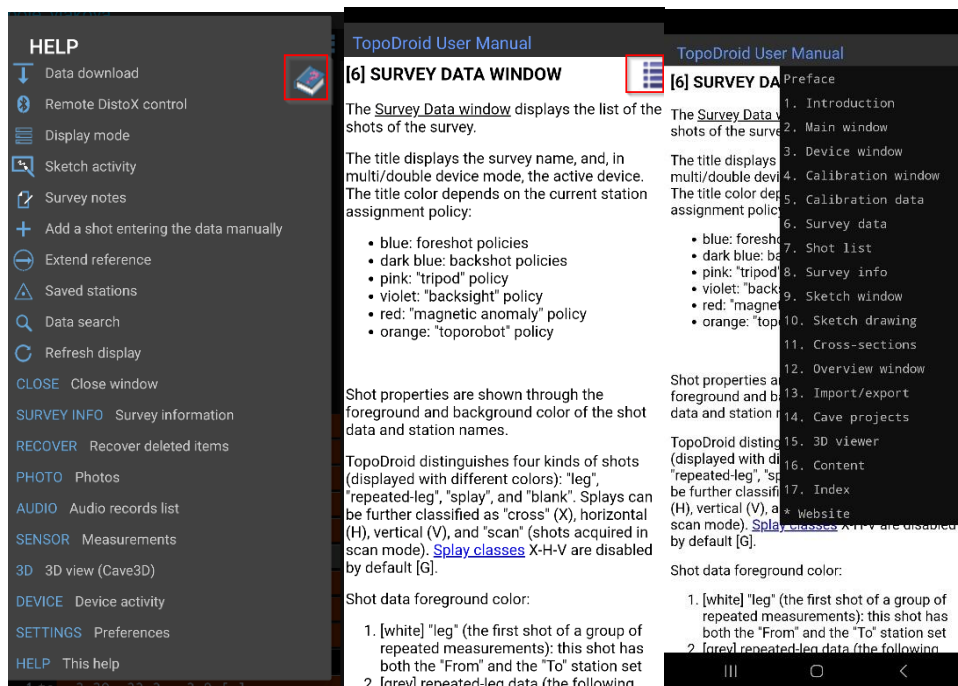 HELP
Data download
Remote DistoX control
Display mode
Sketch activity
Survey notes
Add a shot entering the data manually
Extend reference
Saved stations
Data search
Refresh display
CLOSE Close window
SURVEY INFO Survey information
RECOVER Recover deleted items
PHOTO Photos
AUDIO Audio records list
SENSOR Measurements
3D 3D view (Cave3D)
DEVICE Device activity
SETTINGS Preferences
HELP This help
TopoDroid User Manual
[6] SURVEY DATA WINDOW
The Survey Data window displays the list of the
shots of the survey.
The title displays the survey name, and, in
multi/double device mode, the active device.
The title color depends on the current station
assignment policy:
• blue: foreshot policies
• dark blue: backshot policies
• pink: "tripod" policy
• violet: "backsight" policy
• red: "magnetic anomaly" policy
• orange: "toporobot" policy
Shot properties are shown through the
foreground and background color of the shot
data and station names.
TopoDroid distinguishes four kinds of shots
(displayed with different colors): "leg",
"repeated-leg", "splay", and "blank". Splays can
be further classified as "cross" (X), horizontal
(H), vertical (V), and "scan" (shots acquired in
scan mode). Splay classes X-H-V are disabled
by default [G].
Shot data foreground color:
1. [white] "leg" (the first shot of a group of
repeated measurements): this shot has
both the "From" and the "To" station set
2. [grey] repeated-leg data (the following
TopoDroid User Manual
[6] SURVEY DA
The Survey Data
shots of the surve
The title displays
multi/double devi
The title color dep
assignment policy
• blue: foresho
• dark blue: ba
• pink: "tripod"
• violet: "back
• red: "magnet
• orange: "top
Shot properties a
foreground and b
data and station
TopoDroid disting
(displayed with di
"repeated-leg", "sp
be further classifi
(H), vertical (V), a
scan mode). Splay classes X-H-V are disabled
by default [G].
Shot data foreground color:
1. [white] "leg" (the first shot of a group of
repeated measurements): this shot has
both the "From" and the "To" station set
2. [grey] repeated-leg data (the following
Preface
1. Introduction
2. Main window
3. Device window
4. Calibration window
5. Calibration data
6. Survey data
7. Shot list
8. Survey info
9. Sketch window
10. Sketch drawing
11. Cross-sections
12. Overview window
13. Import/export
14. Cave projects
15. 3D viewer
16. Content
17. Index
* Website